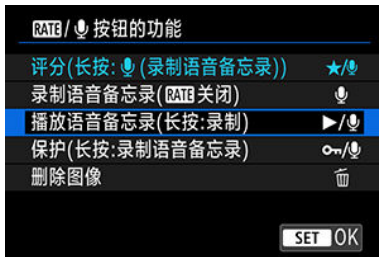 RATE/按钮的功能
评分(长按:(录制语音备忘录)) ★/
录制语音备忘录(RATE关闭)
播放语音备忘录(长按:录制) ▶/
保护(长按:录制语音备忘录)
删除图像
SET OK